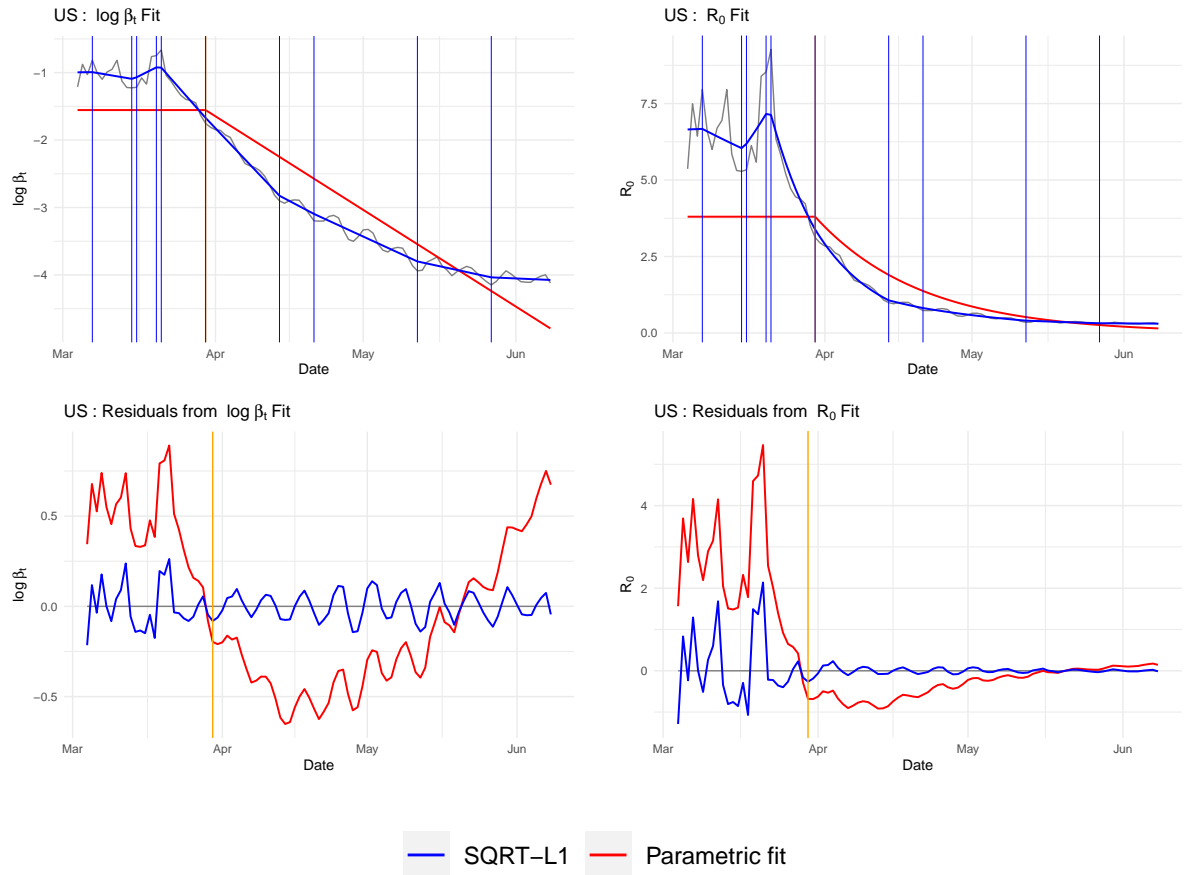 US : log βt Fit
US : R0 Fit
log βt
−1
−2
−3
−4
Mar
Apr
May
Jun
Date
R0
7.5
5.0
2.5
0.0
Mar
Apr
May
Jun
Date
US : Residuals from log βt Fit
US : Residuals from R0 Fit
log βt
0.5
0.0
−0.5
Mar
Apr
May
Jun
Date
R0
4
2
0
Mar
Apr
May
Jun
Date
SQRT−L1
Parametric fit